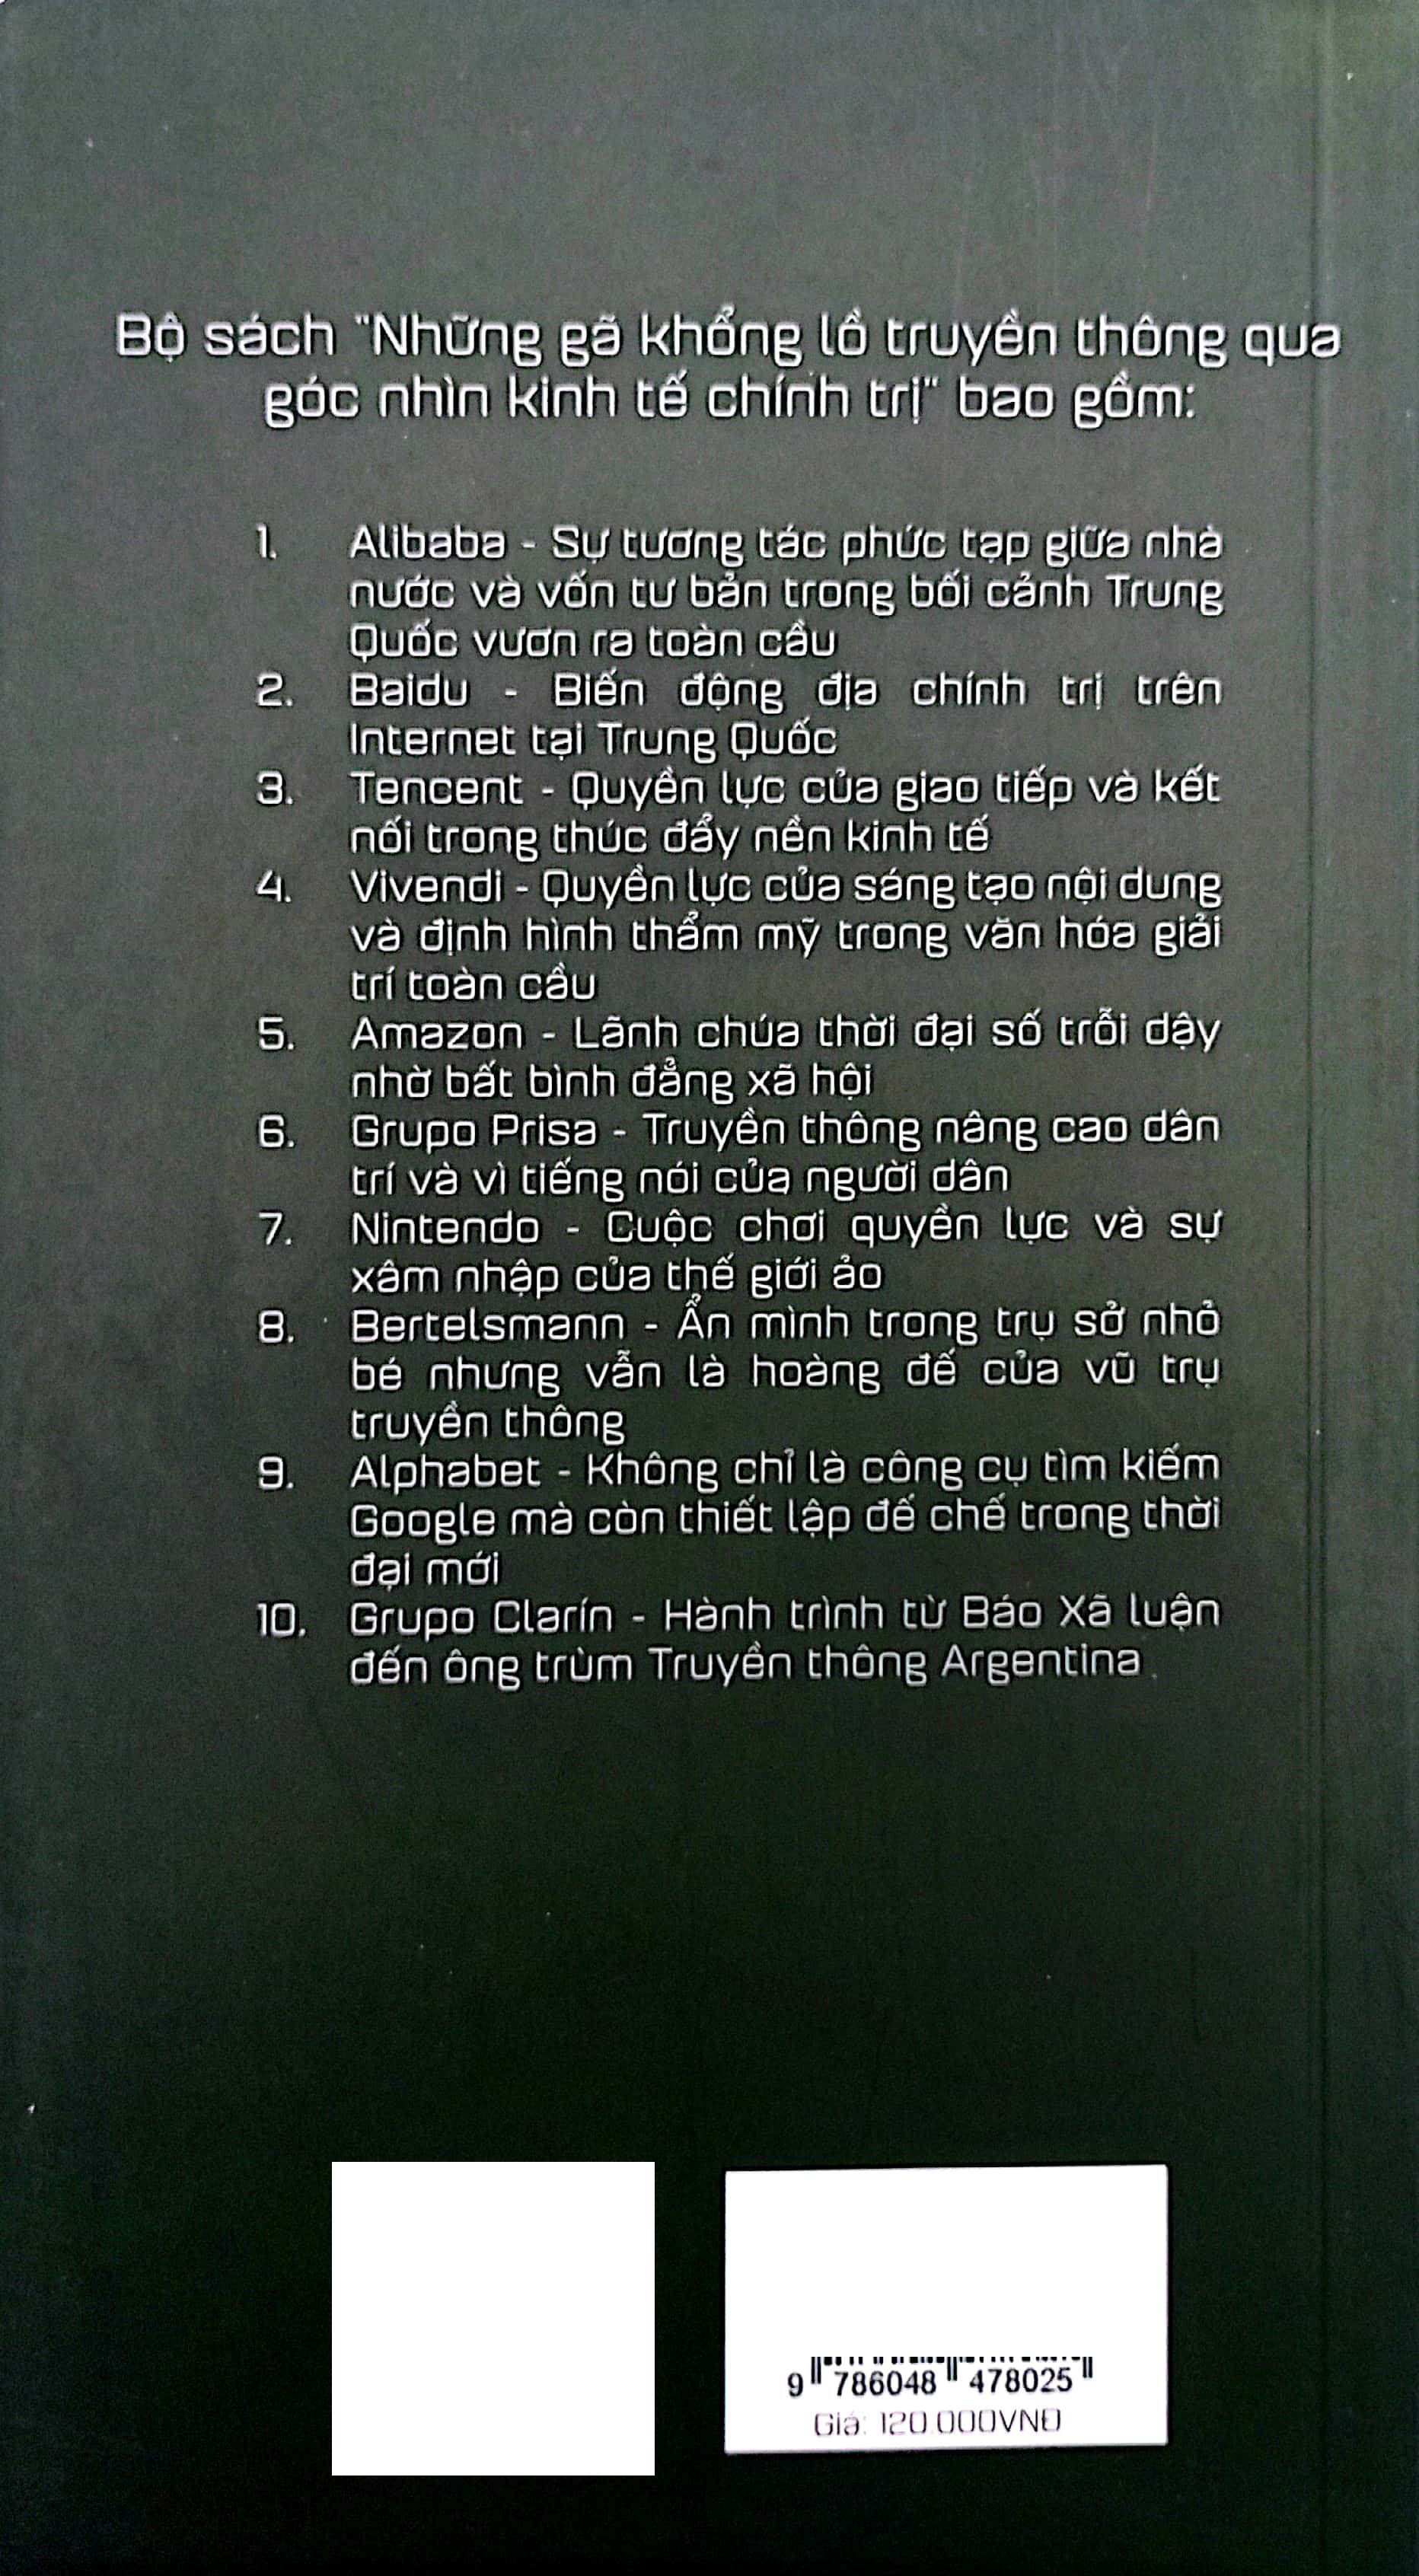 Bộ sách "Những gã khổng lồ truyền thông qua
góc nhìn kinh tế chính trị" bao gồm:
1. Alibaba - Sự tương tác phức tạp giữa nhà
nước và vốn tư bản trong bối cảnh Trung
Quốc vươn ra toàn cầu
2. Baidu - Biến động địa chính trị trên
Internet tại Trung Quốc
3. Tencent - Quyền lực của giao tiếp và kết
nối trong thúc đẩy nền kinh tế
4. Vivendi - Quyền lực của sáng tạo nội dung
và định hình thẩm mỹ trong văn hóa giải
trí toàn cầu
5. Amazon - Lãnh chúa thời đại số trỗi dậy
nhờ bất bình đẳng xã hội
6. Grupo Prisa - Truyền thông nâng cao dân
trí và vì tiếng nói của người dân
7. Nintendo - Cuộc chơi quyền lực và sự
xâm nhập của thế giới ảo
8. Bertelsmann - Ẩn mình trong trụ sở nhỏ
bé nhưng vẫn là hoàng đế của vũ trụ
truyền thông
9. Alphabet - Không chỉ là công cụ tìm kiếm
Google mà còn thiết lập đế chế trong thời
đại mới
10. Grupo Clarín - Hành trình từ Báo Xã luận
đến ông trùm Truyền thông Argentina
9 786048 478025
Giá: 120.000VNĐ